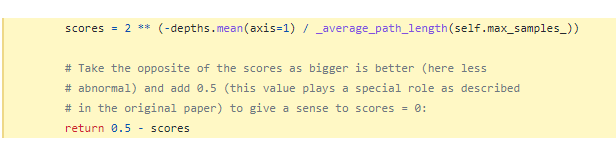 scores = 2 ** (-depths.mean(axis=1) / _average_path_length(self.max_samples_))
# Take the opposite of the scores as bigger is better (here less
# abnormal) and add 0.5 (this value plays a special role as described
# in the original paper) to give a sense to scores = 0:
return 0.5 - scores